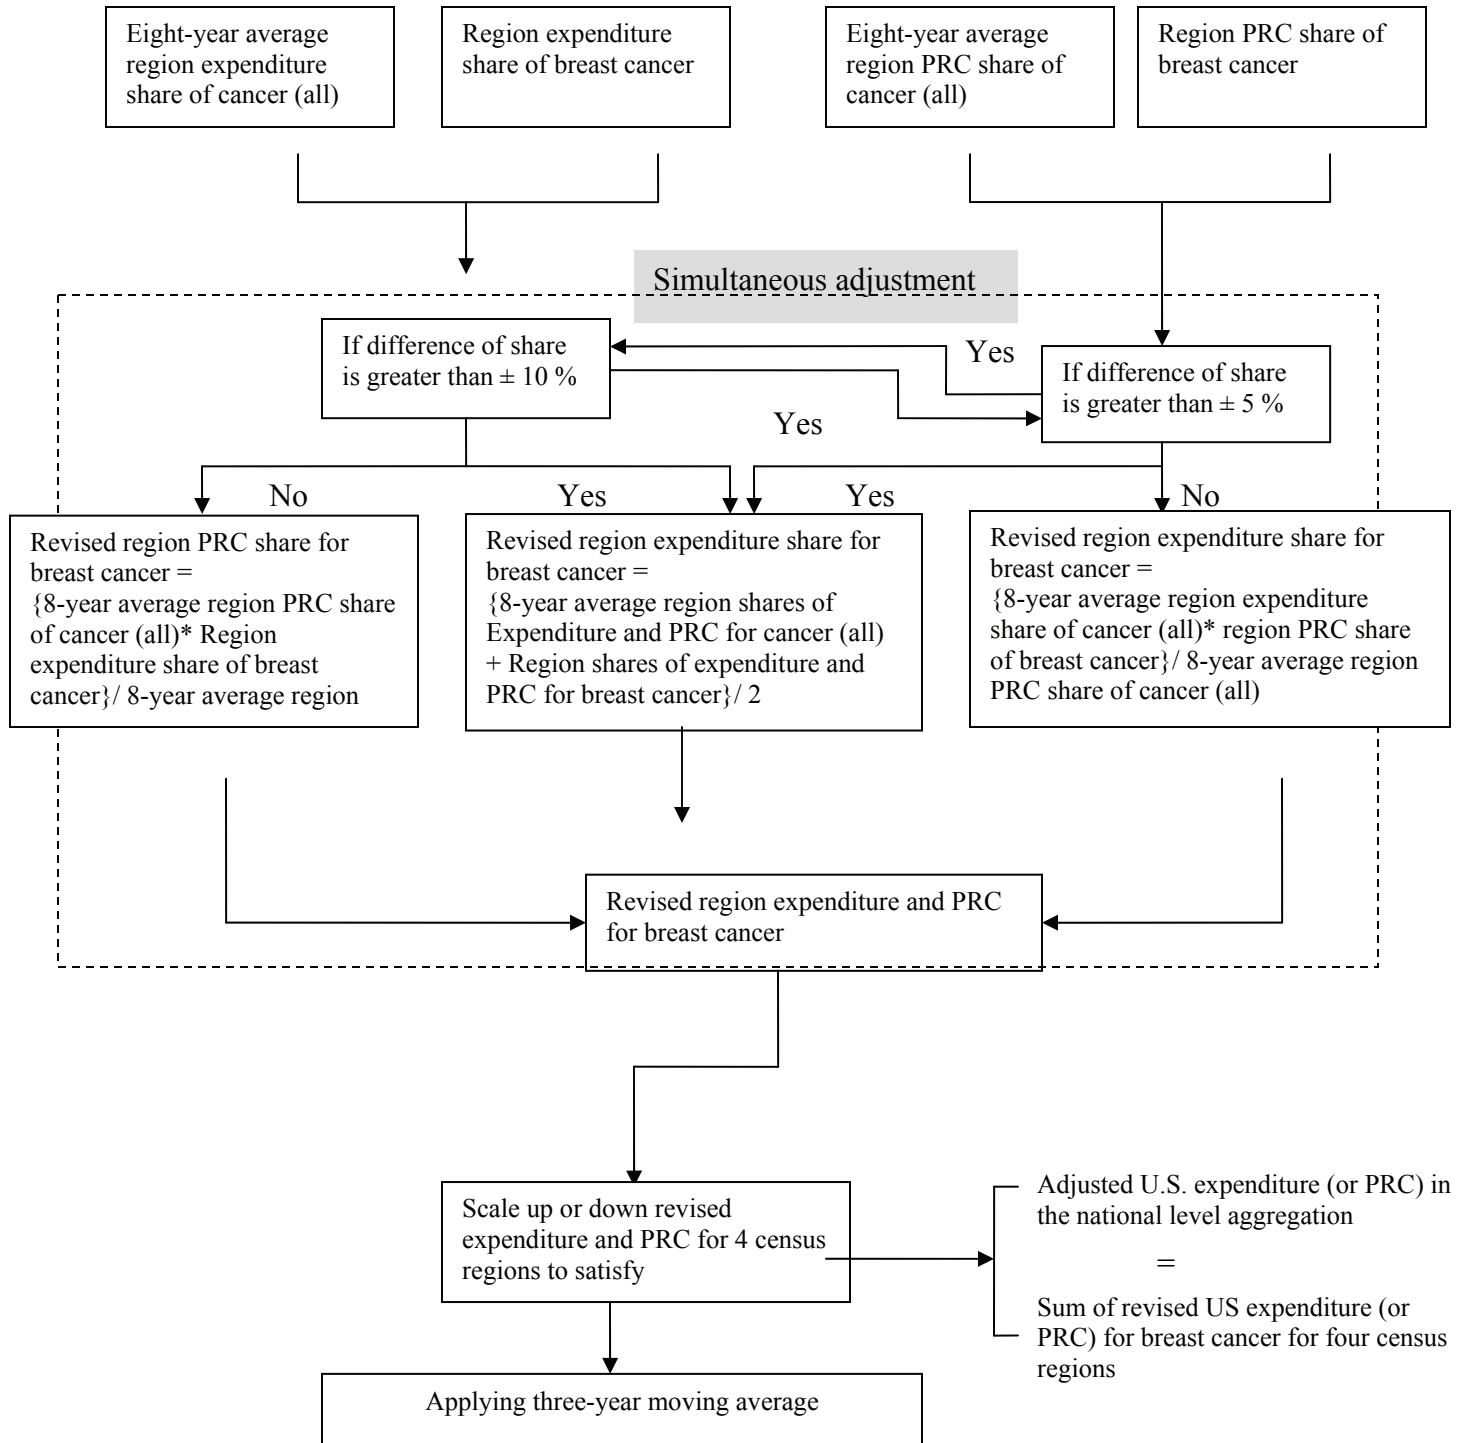 Eight-year average
region expenditure
share of cancer (all)
Region expenditure
share of breast cancer
Eight-year average
region PRC share of
cancer (all)
Region PRC share of
breast cancer
Simultaneous adjustment
If difference of share
is greater than ± 10 %
Yes
If difference of share
is greater than ± 5 %
Yes
No
Yes
Yes
No
Revised region PRC share for
breast cancer =
{8-year average region PRC share
of cancer (all)* Region
expenditure share of breast
cancer}/ 8-year average region
Revised region expenditure share for
breast cancer =
{8-year average region shares of
Expenditure and PRC for cancer (all)
+ Region shares of expenditure and
PRC for breast cancer}/ 2
Revised region expenditure share for
breast cancer =
{8-year average region expenditure
share of cancer (all)* region PRC share
of breast cancer}/ 8-year average region
PRC share of cancer (all)
Revised region expenditure and PRC
for breast cancer
Scale up or down revised
expenditure and PRC for 4 census
regions to satisfy
Adjusted U.S. expenditure (or PRC) in
the national level aggregation
=
Sum of revised US expenditure (or
PRC) for breast cancer for four census
regions
Applying three-year moving average